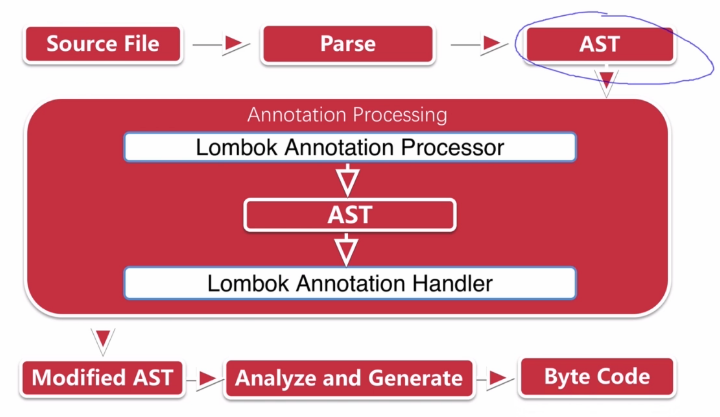 Source File
Parse
AST
Annotation Processing
Lombok Annotation Processor
AST
Lombok Annotation Handler
Modified AST
Analyze and Generate
Byte Code